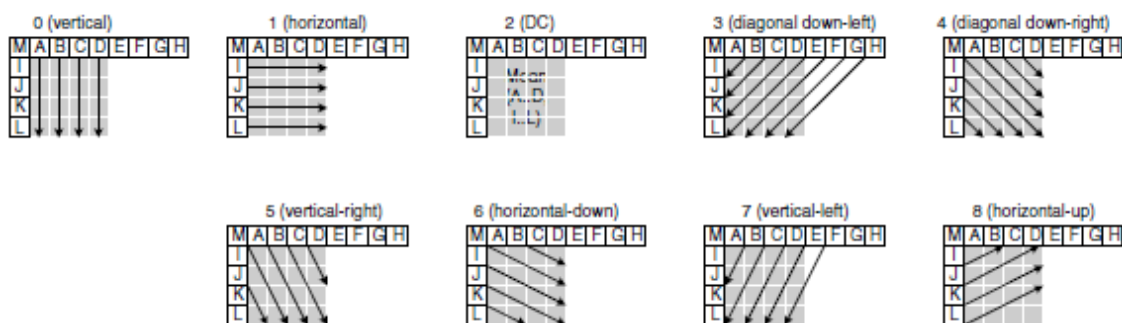 0 (vertical)
M A B C D E F G H
I
J
K
L
1 (horizontal)
M A B C D E F G H
I
J
K
L
2 (DC)
M A B C D E F G H
I
J
K
L
Mean
(A..D
I..L)
3 (diagonal down-left)
M A B C D E F G H
I
J
K
L
4 (diagonal down-right)
M A B C D E F G H
I
J
K
L
5 (vertical-right)
M A B C D E F G H
I
J
K
L
6 (horizontal-down)
M A B C D E F G H
I
J
K
L
7 (vertical-left)
M A B C D E F G H
I
J
K
L
8 (horizontal-up)
M A B C D E F G H
I
J
K
L